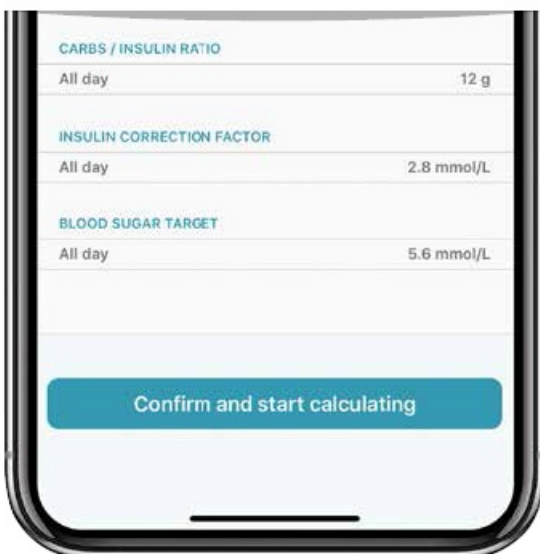 CARBS / INSULIN RATIO
All day 12 g
INSULIN CORRECTION FACTOR
All day 2.8 mmol/L
BLOOD SUGAR TARGET
All day 5.6 mmol/L
Confirm and start calculating